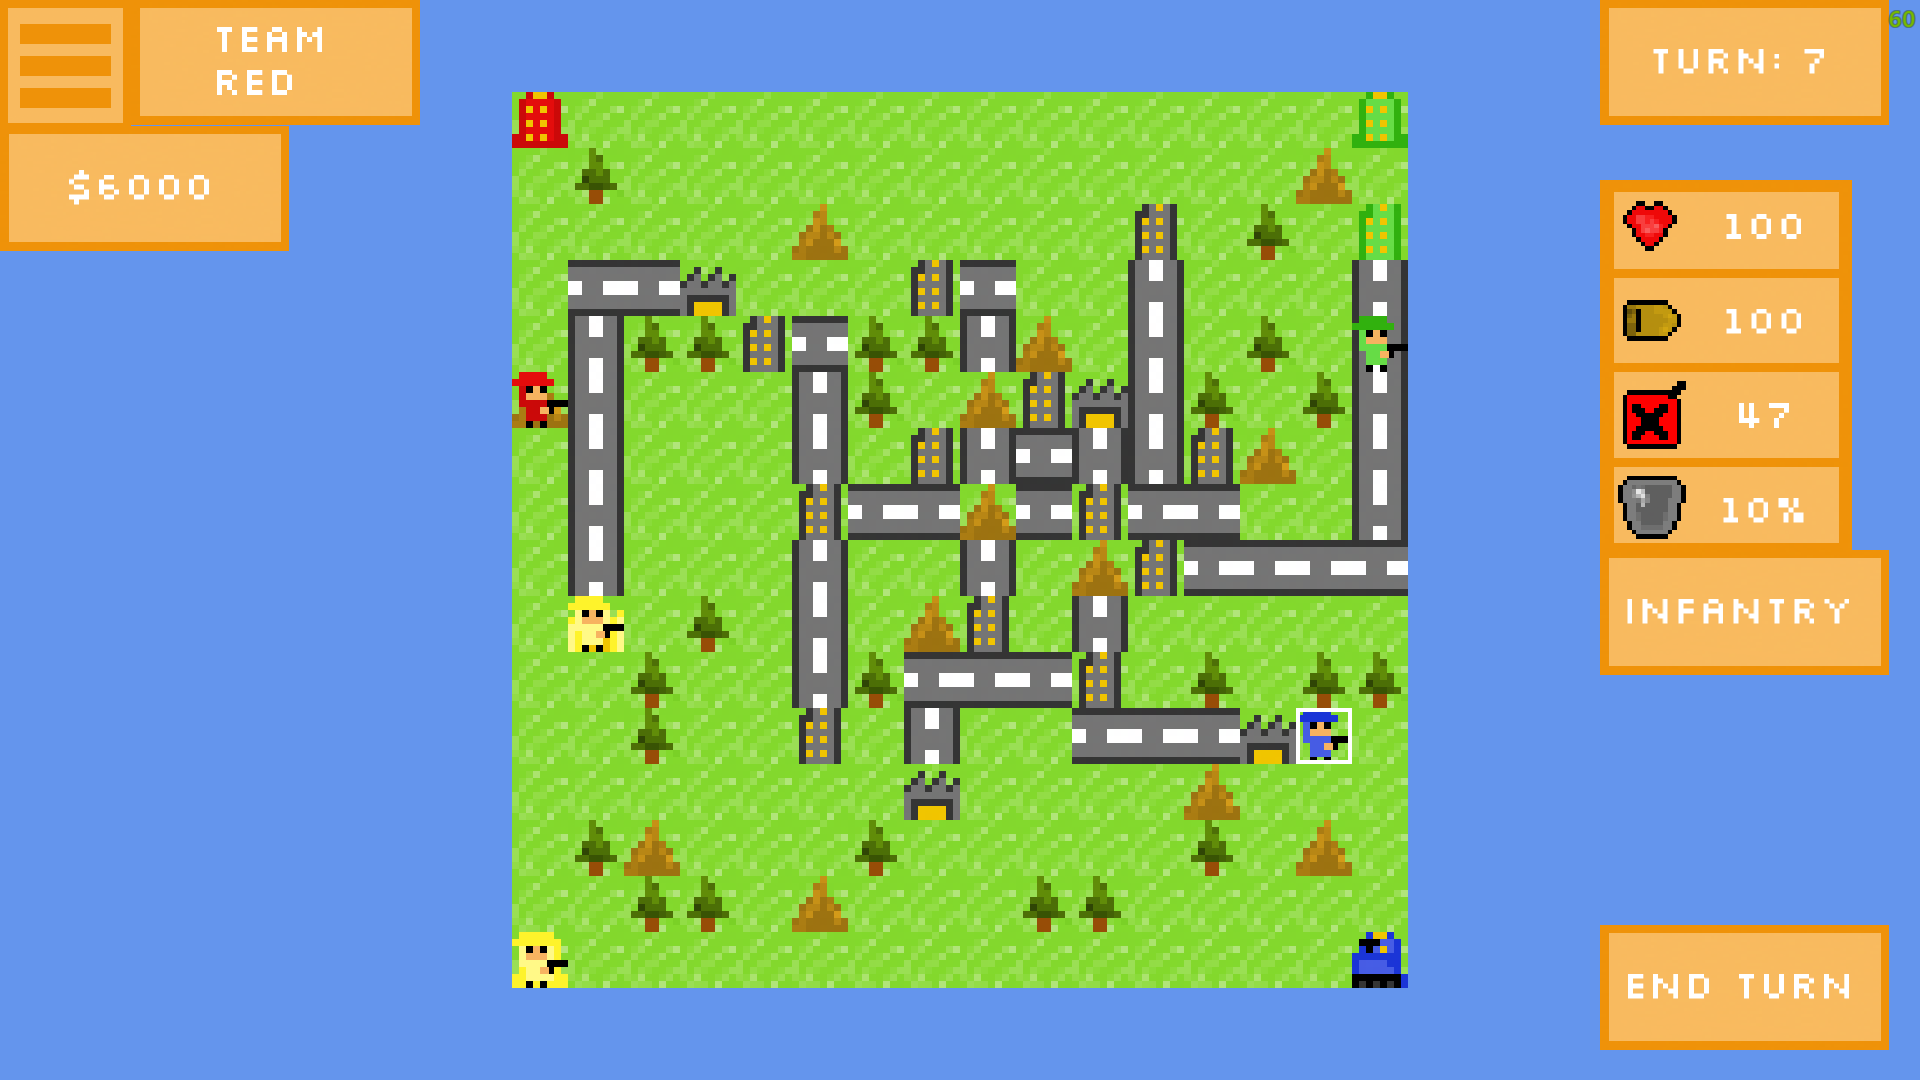 TEAM
RED
$6000
TURN: 7
60
100
100
47
10%
INFANTRY
END TURN